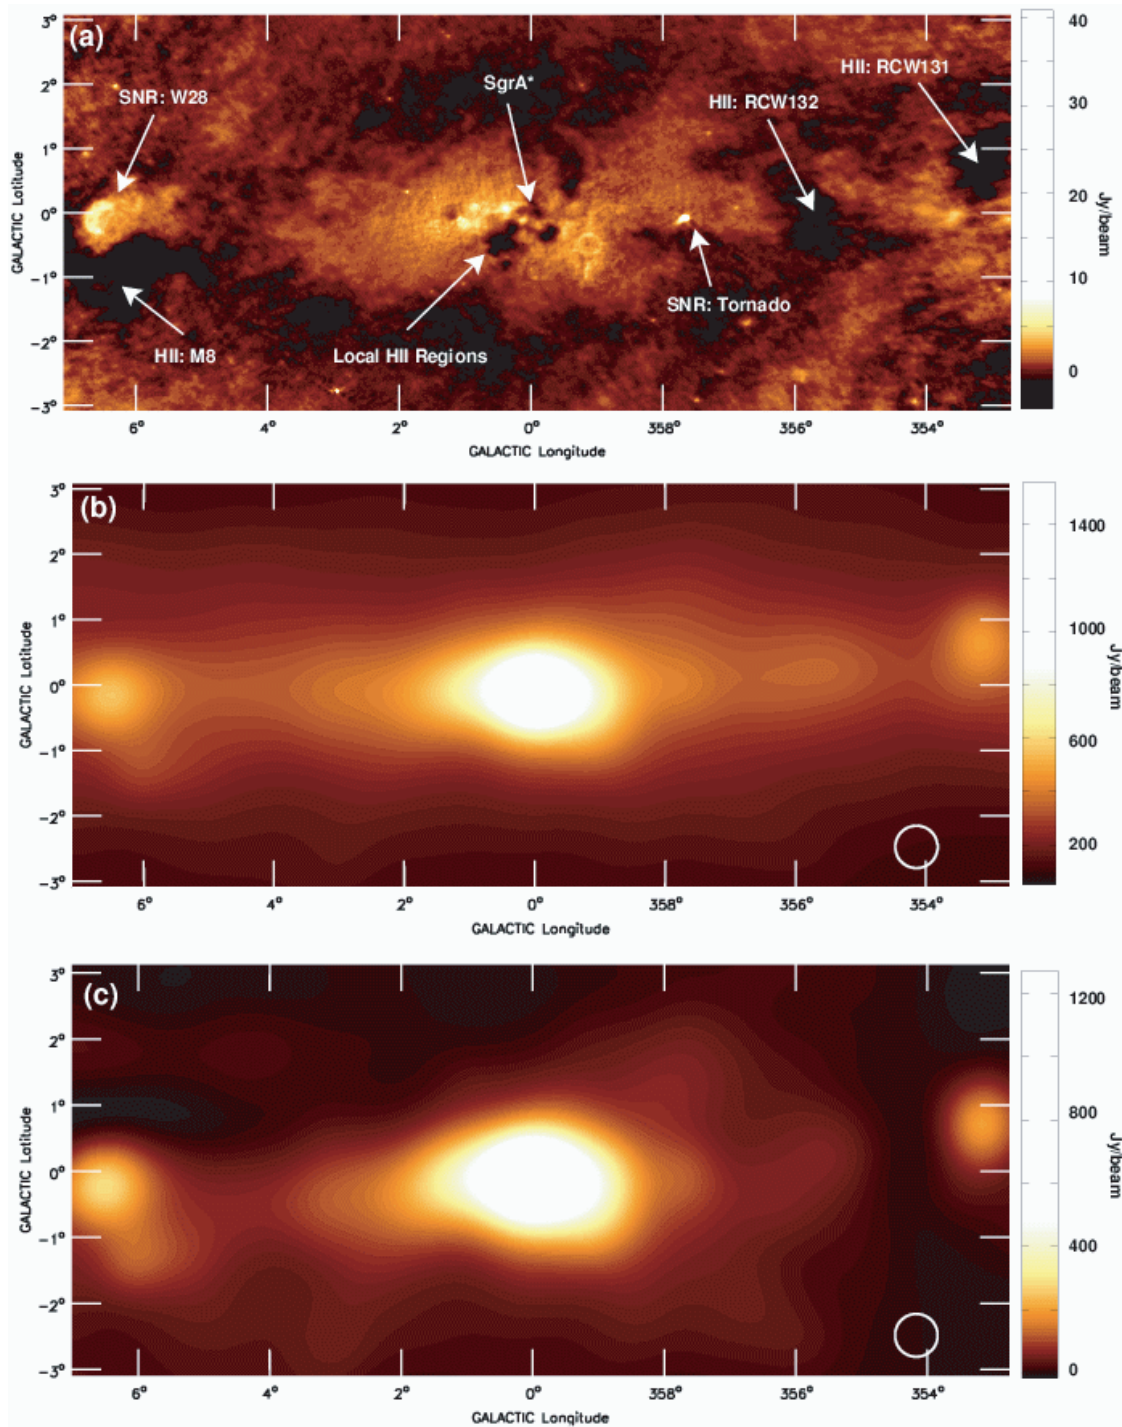 (a)
SNR: W28
SgrA*
HII: RCW132
HII: RCW131
HII: M8
Local HII Regions
SNR: Tornado
3°
2°
1°
0°
−1°
−2°
−3°
GALACTIC Latitude
6°
4°
2°
0°
358°
356°
354°
GALACTIC Longitude
40
30
20
10
0
Jy/beam
(b)
3°
2°
1°
0°
−1°
−2°
−3°
GALACTIC Latitude
6°
2°
0°
358°
356°
354°
GALACTIC Longitude
1400
1000
600
200
Jy/beam
(c)
3°
2°
1°
0°
−1°
−2°
−3°
GALACTIC Latitude
6°
2°
0°
358°
356°
354°
GALACTIC Longitude
1200
800
400
0
Jy/beam